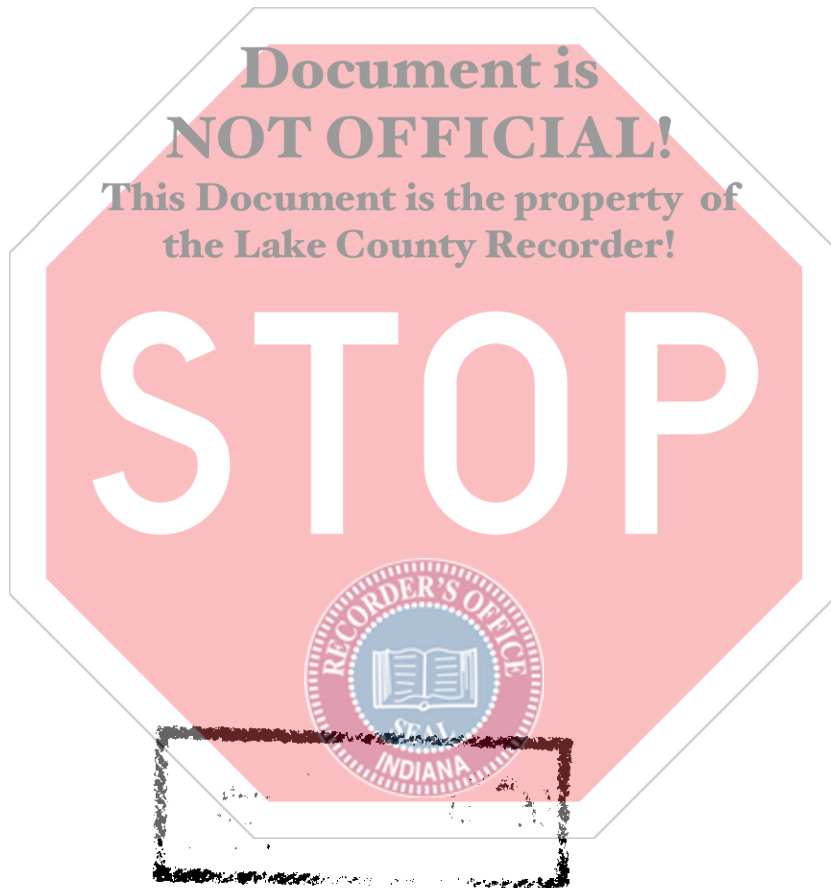 Document is
NOT OFFICIAL!
This Document is the property of
the Lake County Recorder!
STOP
RECORDER'S OFFICE
SEAL
INDIANA